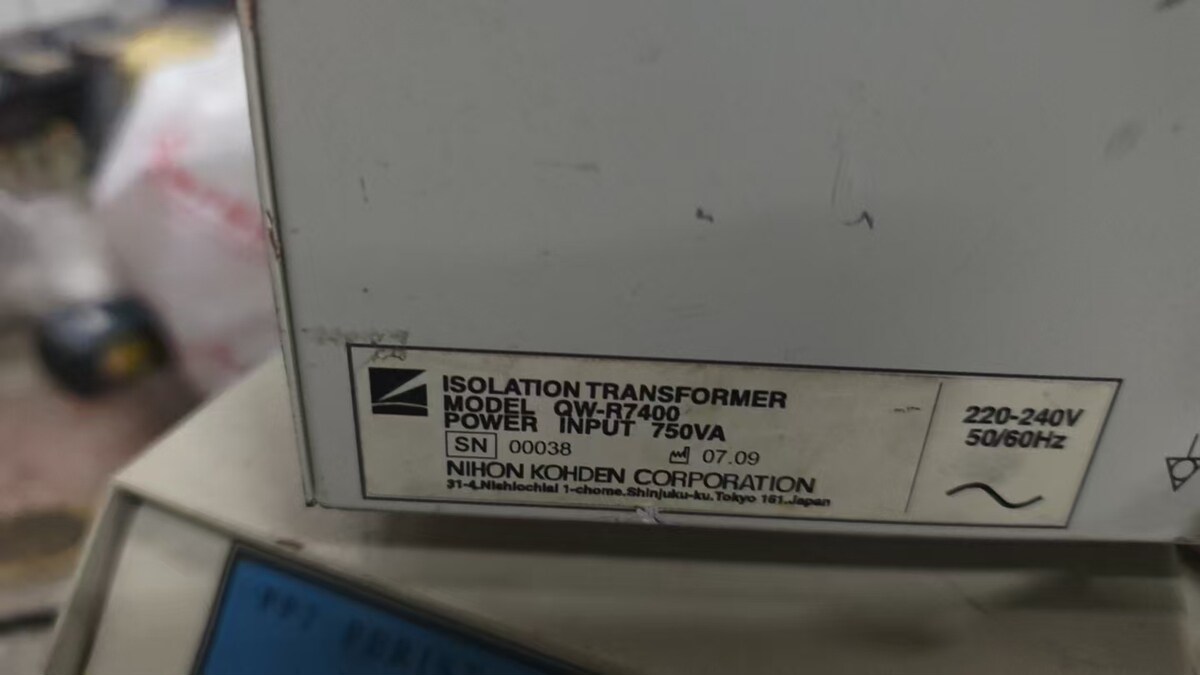 ISOLATION TRANSFORMER
MODEL QW-R7400
POWER INPUT 750VA
SN 00038 07.09
NIHON KOHDEN CORPORATION
31-4,Nishiochiai 1-chome,Shinjuku-ku,Tokyo 161,Japan
220-240V
50/60Hz